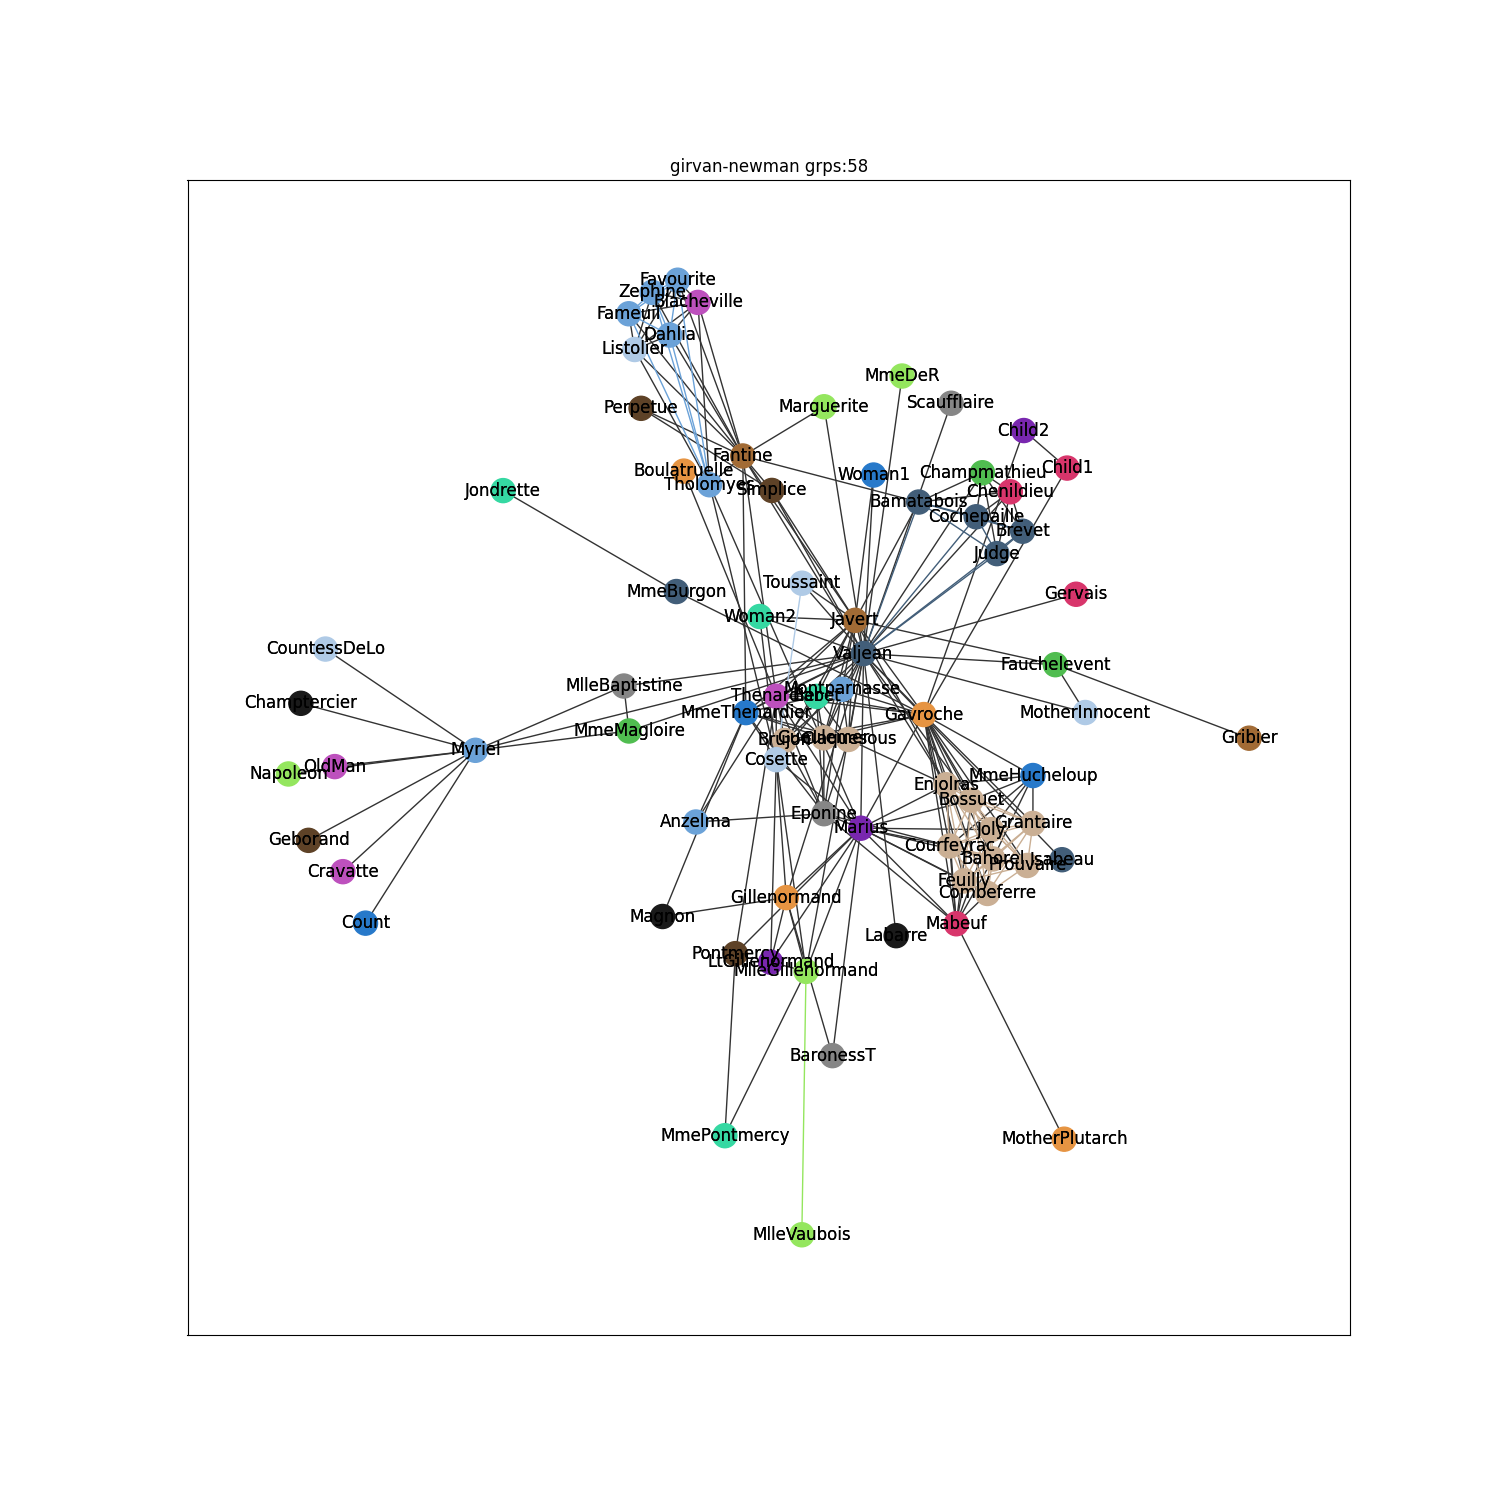 girvan-newman grps:58
Favourite
Zephine
Blacheville
Fameuil
Dahlia
Listolier
MmeDeR
Scaufflaire
Perpetue
Marguerite
Child2
Fantine
Child1
Boulatruelle
Champmathieu
Woman1
Tholomyes
Simplice
Jondrette
Chenildieu
Bamatabois
Cochepaille
Brevet
Judge
Toussaint
MmeBurgon
Gervais
Woman2
Javert
CountessDeLo
Valjean
Fauchelevent
MlleBaptistine
Montparnasse
Thenardier
Babet
Champtercier
MmeThenardier
Gavroche
MotherInnocent
MmeMagloire
Brujon
Gueulemer
Claquesous
Gribier
Myriel
Cosette
OldMan
Napoleon
MmeHucheloup
Enjolras
Bossuet
Anzelma
Eponine
Marius
Joly
Grantaire
Geborand
Courfeyrac
Bahorel
Prouvaire
Isabeau
Cravatte
Feuilly
Combeferre
Gillenormand
Magnon
Count
Mabeuf
Labarre
Pontmercy
LtGillenormand
MlleGillenormand
BaronessT
MmePontmercy
MotherPlutarch
MlleVaubois